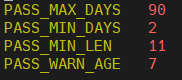 PASS_MAX_DAYS 90
PASS_MIN_DAYS 2
PASS_MIN_LEN 11
PASS_WARN_AGE 7